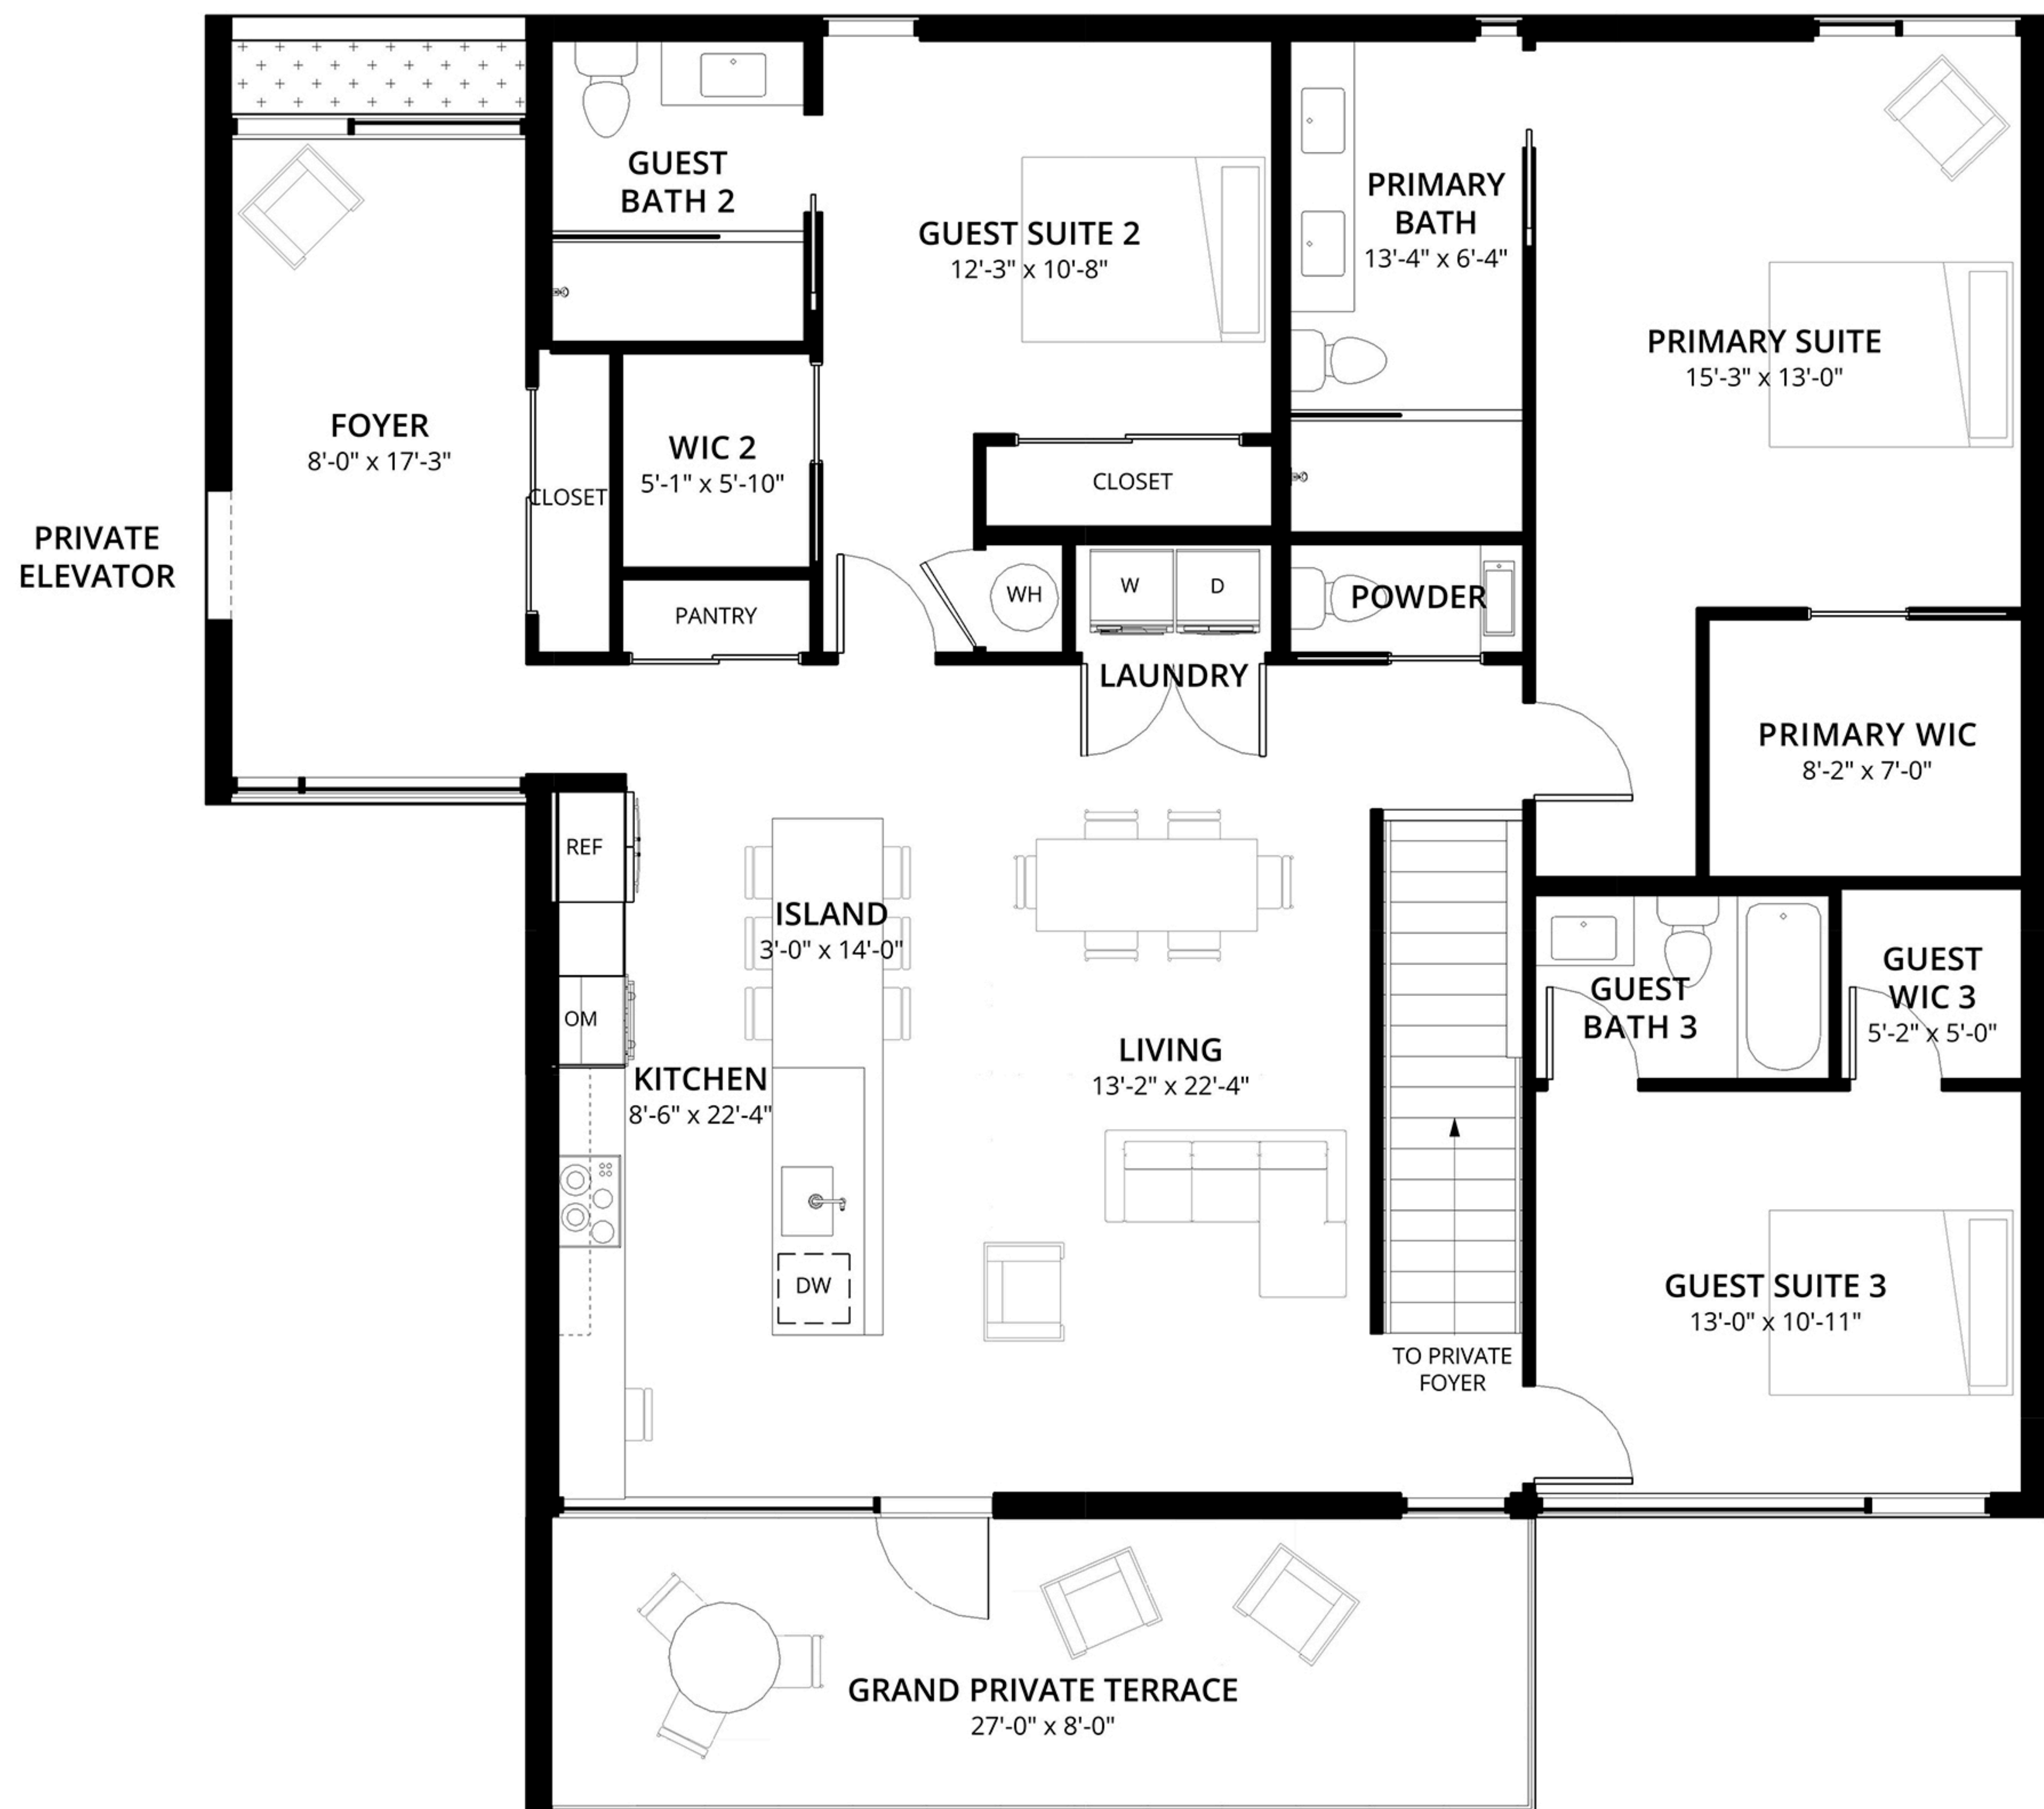 GUEST
BATH 2
GUEST SUITE 2
12'-3" x 10'-8"
PRIMARY
BATH
13'-4" x 6'-4"
PRIMARY SUITE
15'-3" x 13'-0"
FOYER
8'-0" x 17'-3"
WIC 2
5'-1" x 5'-10"
CLOSET
CLOSET
PRIVATE
ELEVATOR
PANTRY
WH
W
D
POWDER
LAUNDRY
PRIMARY WIC
8'-2" x 7'-0"
REF
ISLAND
3'-0" x 14'-0"
OM
KITCHEN
8'-6" x 22'-4"
LIVING
13'-2" x 22'-4"
GUEST
BATH 3
GUEST
WIC 3
5'-2" x 5'-0"
DW
GUEST SUITE 3
13'-0" x 10'-11"
TO PRIVATE
FOYER
GRAND PRIVATE TERRACE
27'-0" x 8'-0"